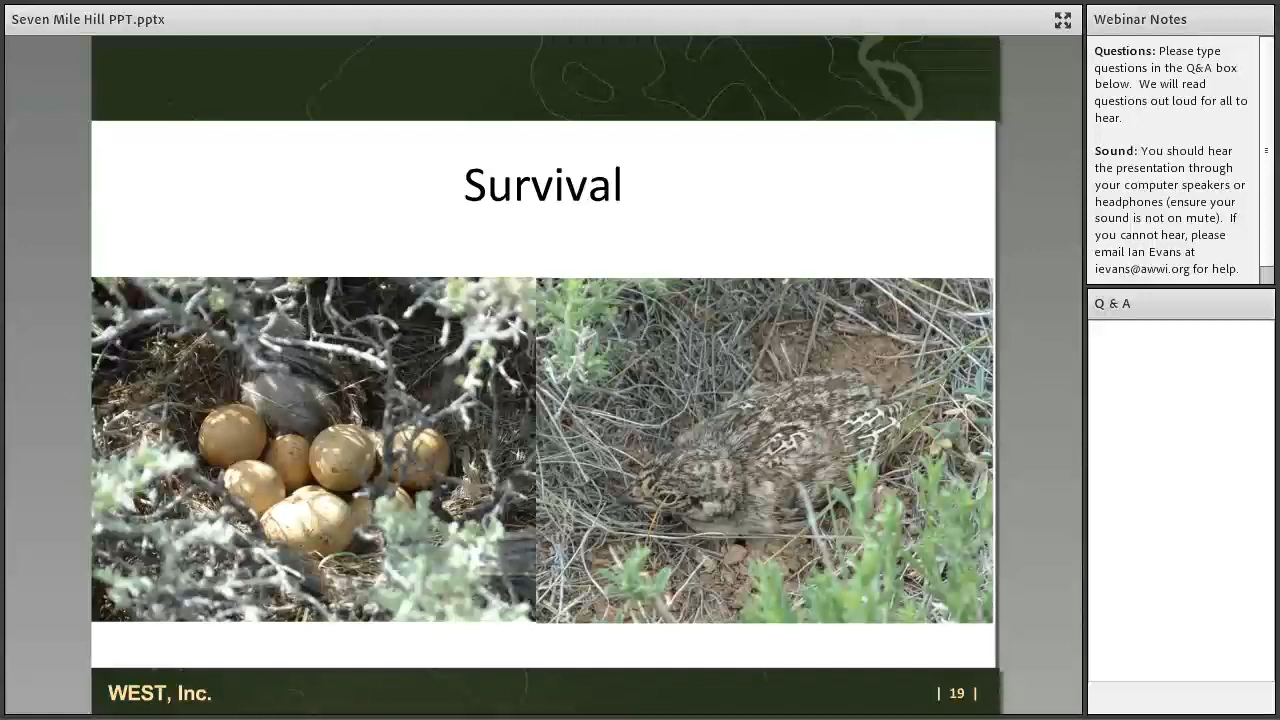 Seven Mile Hill PPT.pptx
Survival
WEST, Inc.
| 19 |
Webinar Notes
Questions: Please type
questions in the Q&A box
below. We will read
questions out loud for all to
hear.
Sound: You should hear
the presentation through
your computer speakers or
headphones (ensure your
sound is not on mute). If
you cannot hear, please
email Ian Evans at
ievans@awwi.org for help.
Q & A